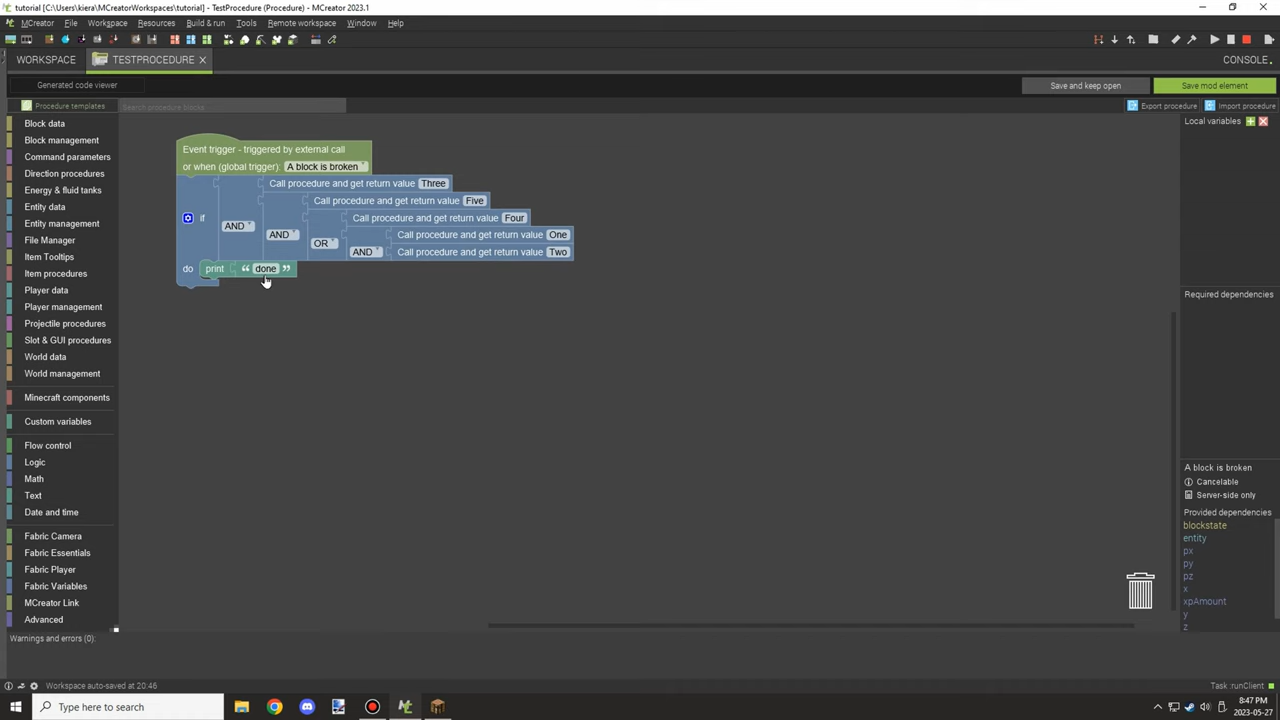 tutorial [C:\Users\kiera\MCreatorWorkspaces\tutorial] - TestProcedure (Procedure) - MCreator 2023.1
MCreator File Workspace Resources Build & run Tools Remote workspace Window Help
WORKSPACE TESTPROCEDURE CONSOLE
Generated code viewer Save and keep open Save mod element
Procedure templates Search procedure blocks Export procedure Import procedure
Local variables
Block data
Block management
Command parameters
Direction procedures
Energy & fluid tanks
Entity data
Entity management
File Manager
Item Tooltips
Item procedures
Player data
Player management
Projectile procedures
Slot & GUI procedures
World data
World management
Minecraft components
Custom variables
Flow control
Logic
Math
Text
Date and time
Fabric Camera
Fabric Essentials
Fabric Player
Fabric Variables
MCreator Link
Advanced
Event trigger - triggered by external call
or when (global trigger): A block is broken
Call procedure and get return value Three
Call procedure and get return value Five
if AND AND OR Call procedure and get return value Four
Call procedure and get return value One
AND Call procedure and get return value Two
do print “ done ”
Required dependencies
A block is broken
Cancelable
Server-side only
Provided dependencies
blockstate
entity
px
py
pz
x
xpAmount
y
z
Warnings and errors (0):
Workspace auto-saved at 20:46 Task :runClient
Type here to search 8:47 PM
2023-05-27